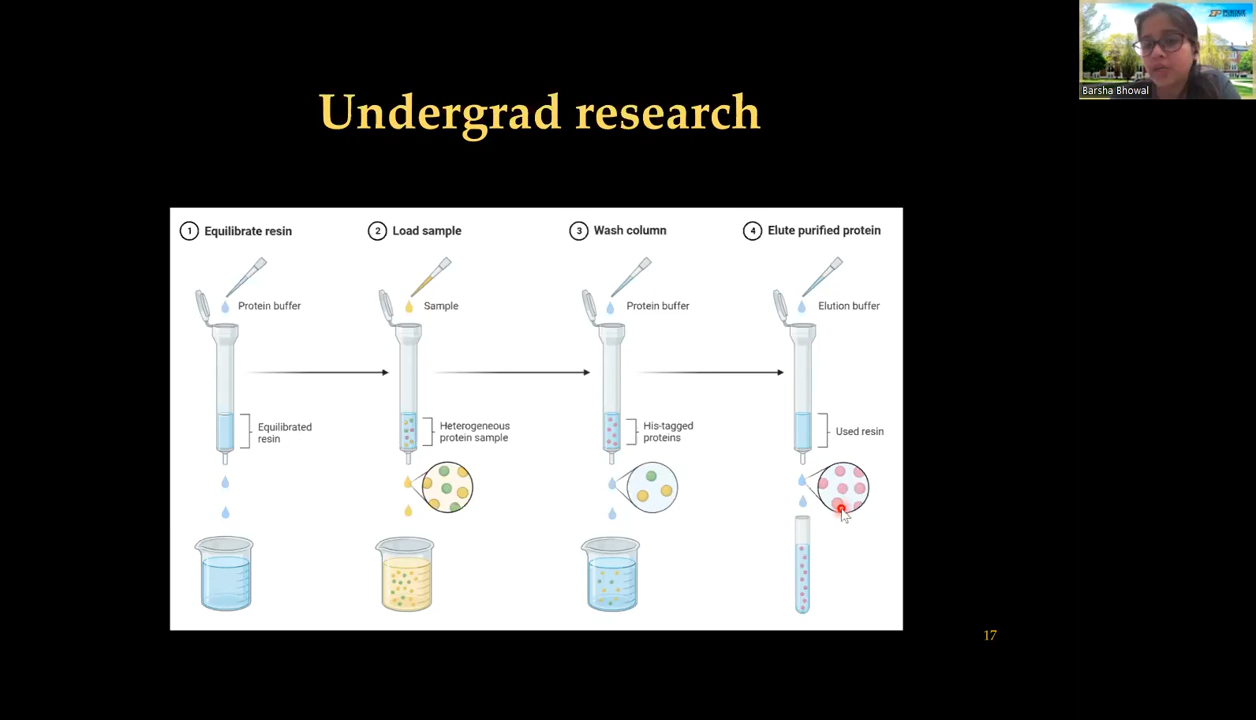 PURDUE
Barsha Bhowal
Undergrad research
1 Equilibrate resin
2 Load sample
3 Wash column
4 Elute purified protein
Protein buffer
Sample
Protein buffer
Elution buffer
Equilibrated
resin
Heterogeneous
protein sample
His-tagged
proteins
Used resin
17